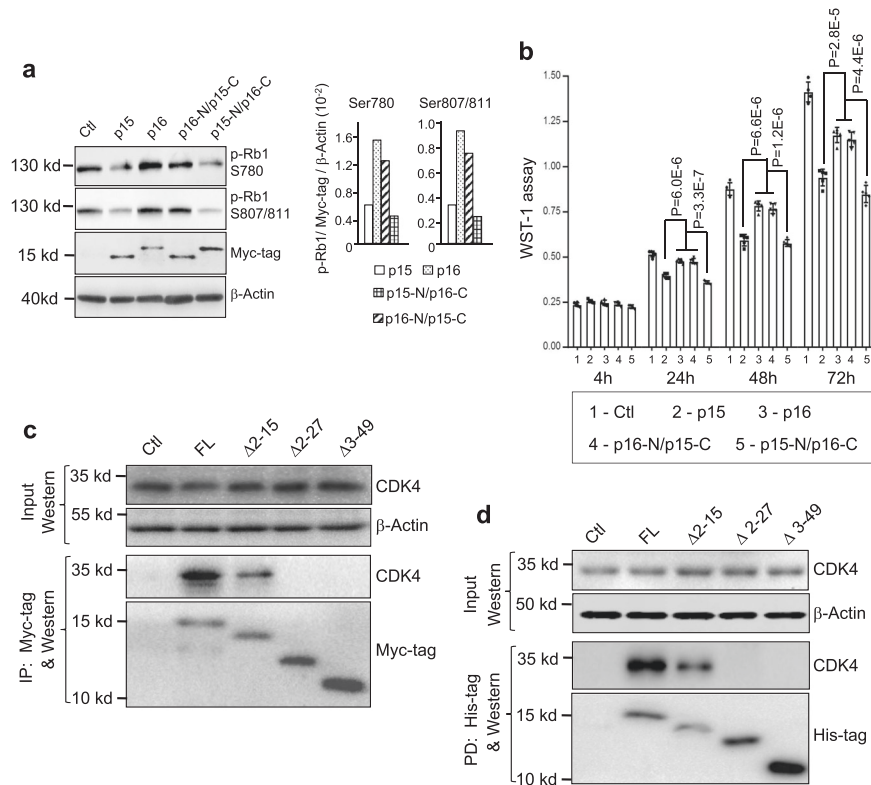 a
Ctl p15 p16 p16-N/p15-C p15-N/p16-C
130 kd
p-Rb1
S780
130 kd
p-Rb1
S807/811
15 kd
Myc-tag
40kd
β-Actin
p-Rb1/ Myc-tag / β-Actin (10⁻²)
Ser780
1.6
1.2
0.8
0.4
0
Ser807/811
1.0
0.8
0.6
0.4
0.2
0
p15 p16
p15-N/p16-C
p16-N/p15-C
b
WST-1 assay
1.50
1.25
1.00
0.75
0.50
0.25
0.00
P=6.0E-6
P=3.3E-7
P=6.6E-6
P=1.2E-6
P=2.8E-5
P=4.4E-6
1 2 3 4 5 1 2 3 4 5 1 2 3 4 5 1 2 3 4 5
4h 24h 48h 72h
1 - Ctl 2 - p15 3 - p16
4 - p16-N/p15-C 5 - p15-N/p16-C
c
Ctl FL Δ2-15 Δ2-27 Δ3-49
Input
Western
35 kd
CDK4
55 kd
β-Actin
IP: Myc-tag
& Western
35 kd
CDK4
15 kd
Myc-tag
10 kd
d
Ctl FL Δ2-15 Δ 2-27 Δ 3-49
Input
Western
35 kd
CDK4
50 kd
β-Actin
PD: His-tag
& Western
35 kd
CDK4
15 kd
His-tag
10 kd